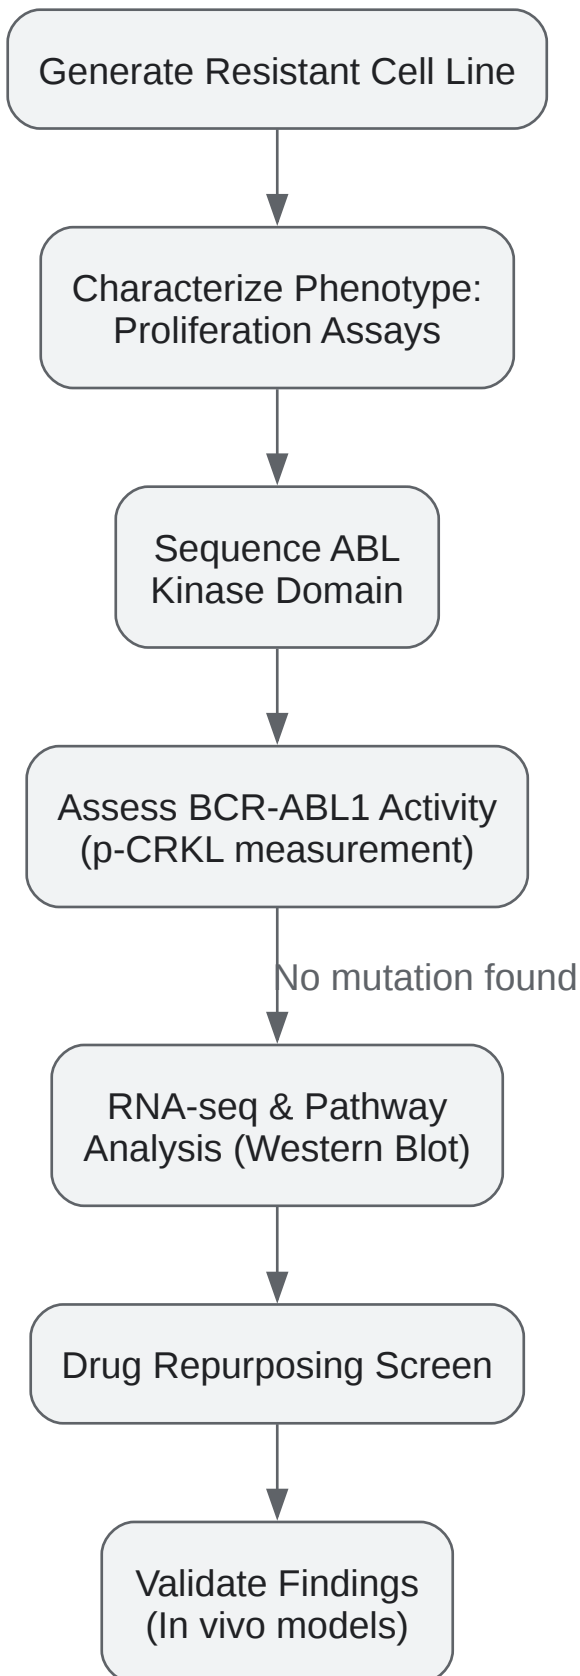 Generate Resistant Cell Line
Characterize Phenotype:
Proliferation Assays
Sequence ABL
Kinase Domain
Assess BCR-ABL1 Activity
(p-CRKL measurement)
No mutation found
RNA-seq & Pathway
Analysis (Western Blot)
Drug Repurposing Screen
Validate Findings
(In vivo models)